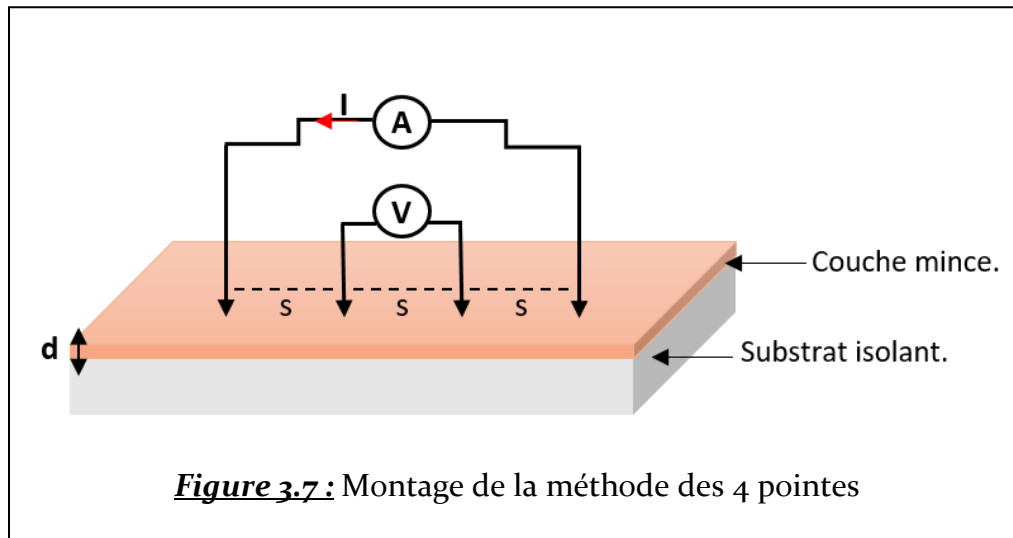 I
A
V
Couche mince.
s s s
d
Substrat isolant.
Figure 3.7 : Montage de la méthode des 4 pointes